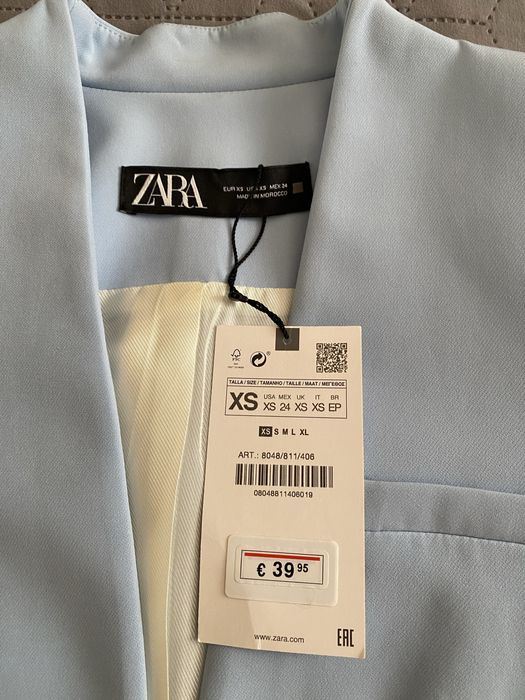 ZARA
EUR XS US XS MEX 24
MADE IN MOROCCO
FSC
TALLA / SIZE / TAMANHO / TAILLE / MAAT / ΜΕΓΕΘΟΣ
XS
USA MEX UK IT BR
XS 24 XS XS EP
XS S M L XL
ART.: 8048/811/406
08048811406019
€ 39 95
www.zara.com
EAC